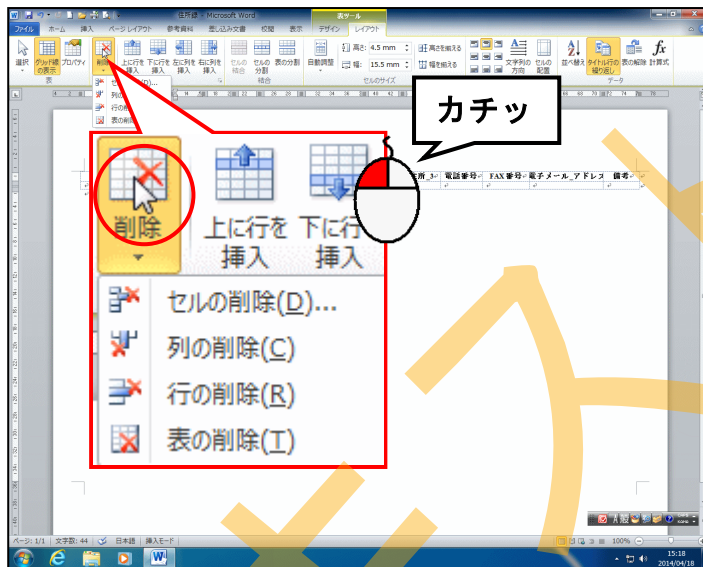 住所録 - Microsoft Word
表ツール
ファイル ホーム 挿入 ページ レイアウト 参考資料 差し込み文書 校閲 表示 デザイン レイアウト
選択 グリッド線の表示 プロパティ 削除 上に行を挿入 下に行を挿入 左に列を挿入 右に列を挿入 セルの結合 セルの分割 表の分割 自動調整 高さ: 4.5 mm 幅: 15.5 mm 高さを揃える 幅を揃える 文字列の方向 セルの配置 並べ替え タイトル行の繰り返し 表の解除 計算式
表 結合 セルのサイズ データ
カチッ
電話番号 FAX番号 電子メール_アドレス 備考
削除
上に行を
挿入
下に行
挿入
セルの削除(D)...
列の削除(C)
行の削除(R)
表の削除(T)
ページ: 1/1 文字数: 44 日本語 挿入モード 100%
15:18
2014/04/18